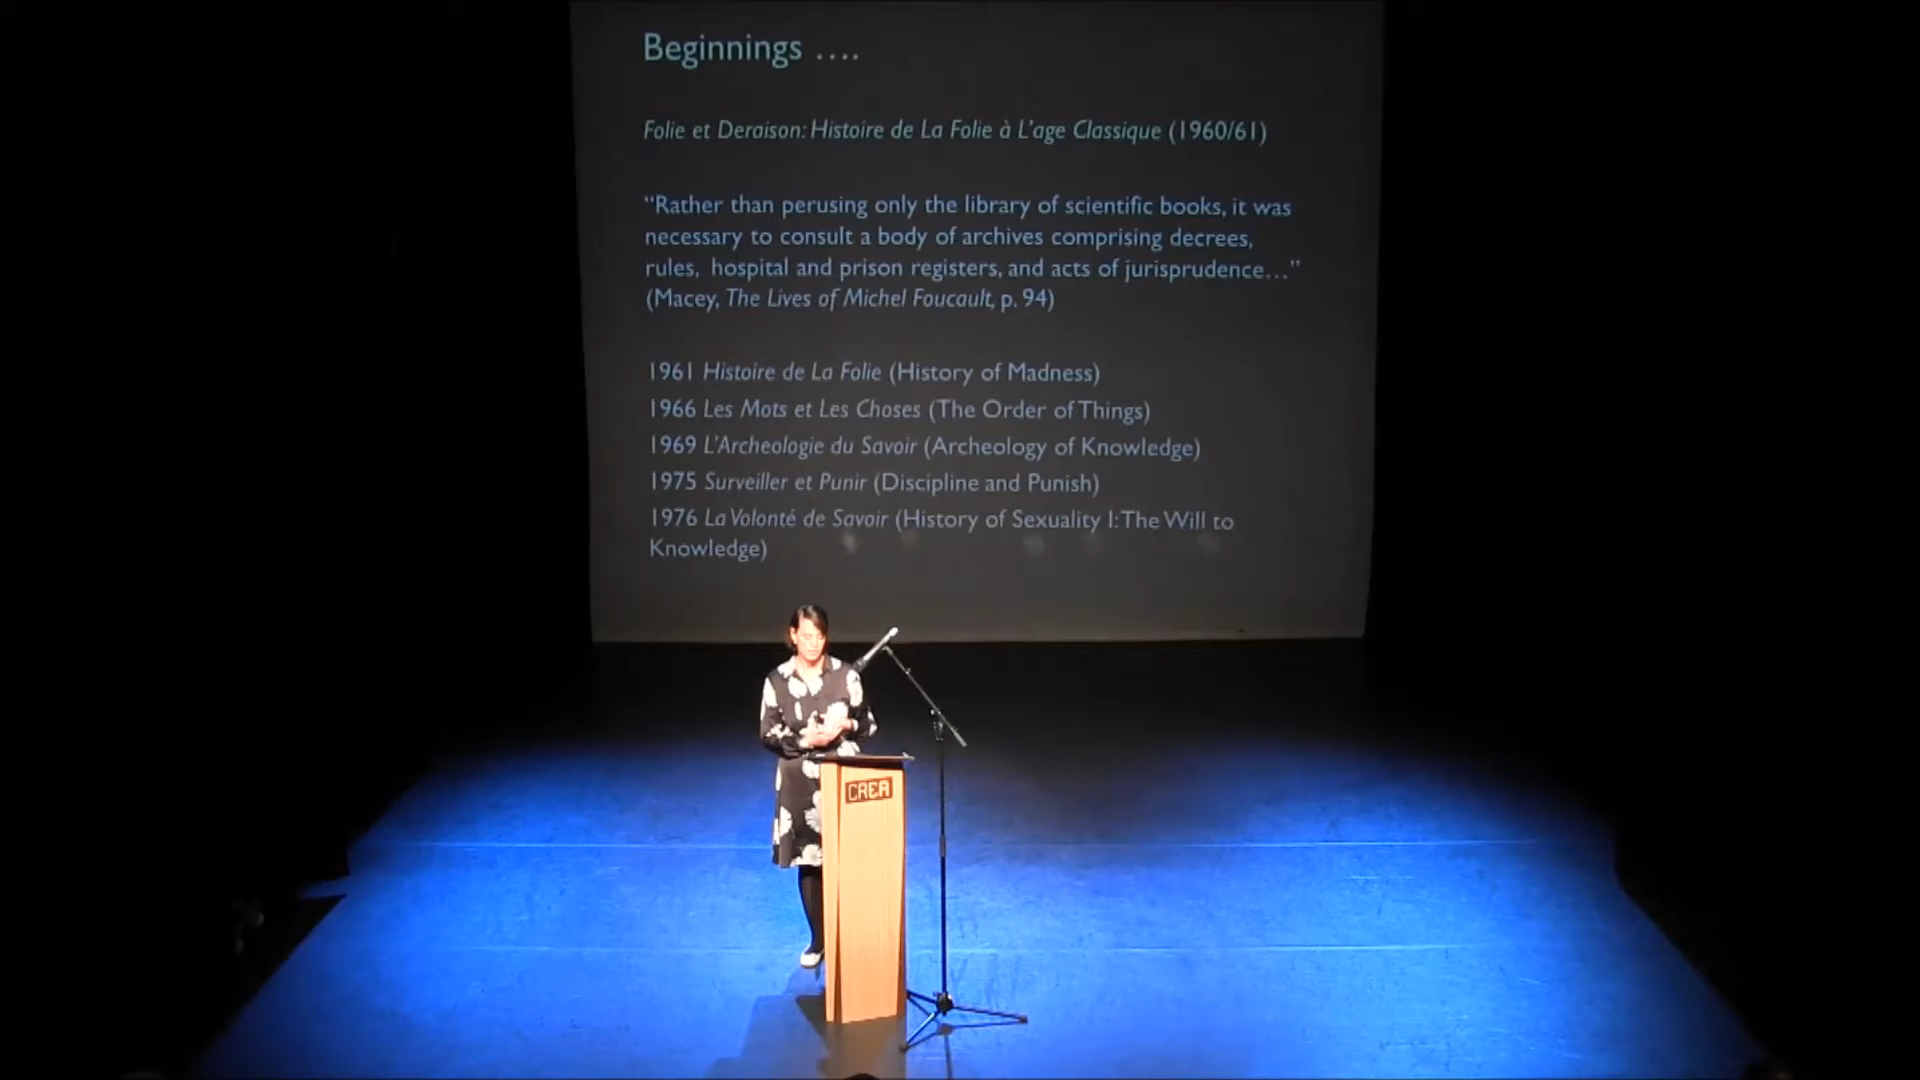 Beginnings ....
Folie et Deraison: Histoire de La Folie à L'age Classique (1960/61)
“Rather than perusing only the library of scientific books, it was
necessary to consult a body of archives comprising decrees,
rules, hospital and prison registers, and acts of jurisprudence...”
(Macey, The Lives of Michel Foucault, p. 94)
1961 Histoire de La Folie (History of Madness)
1966 Les Mots et Les Choses (The Order of Things)
1969 L'Archeologie du Savoir (Archeology of Knowledge)
1975 Surveiller et Punir (Discipline and Punish)
1976 La Volonté de Savoir (History of Sexuality I: The Will to
Knowledge)
CREA